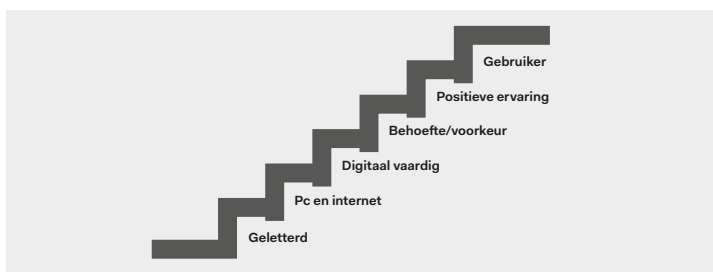 Gebruiker
Positieve ervaring
Behoefte/voorkeur
Digitaal vaardig
Pc en internet
Geletterd